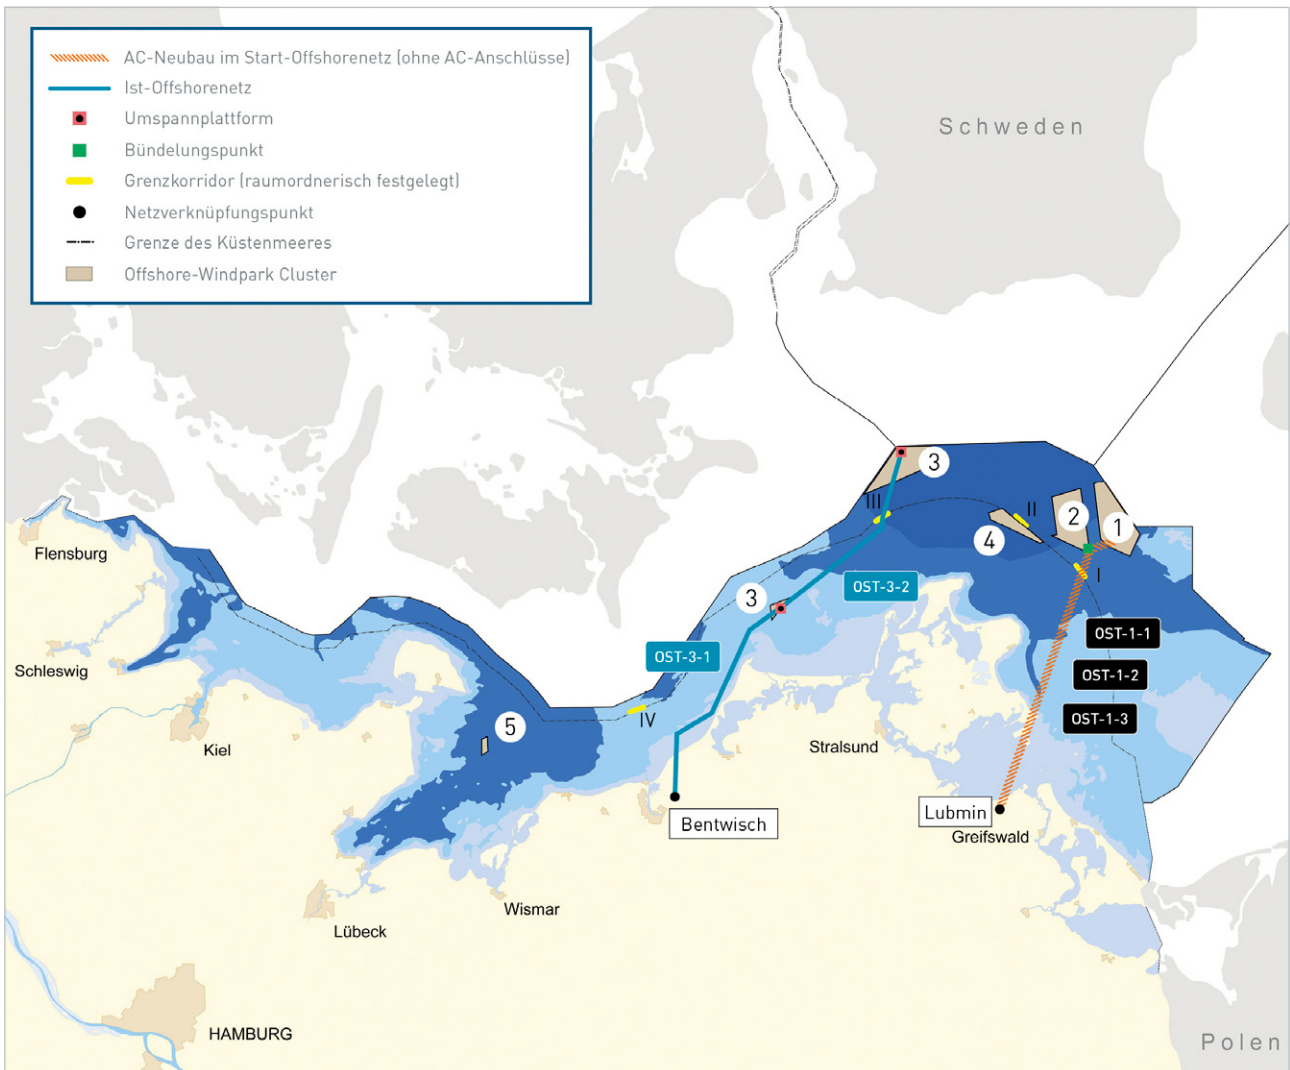 AC-Neubau im Start-Offshorenetz (ohne AC-Anschlüsse)
Ist-Offshorenetz
Umspannplattform
Bündelungspunkt
Grenzkorridor (raumordnerisch festgelegt)
Netzverknüpfungspunkt
Grenze des Küstenmeeres
Offshore-Windpark Cluster
Schweden
3
III
II
2
1
4
I
Flensburg
OST-3-2
3
OST-1-1
OST-3-1
Schleswig
OST-1-2
IV
OST-1-3
5
Kiel
Stralsund
Bentwisch
Lubmin
Greifswald
Wismar
Lübeck
HAMBURG
Polen